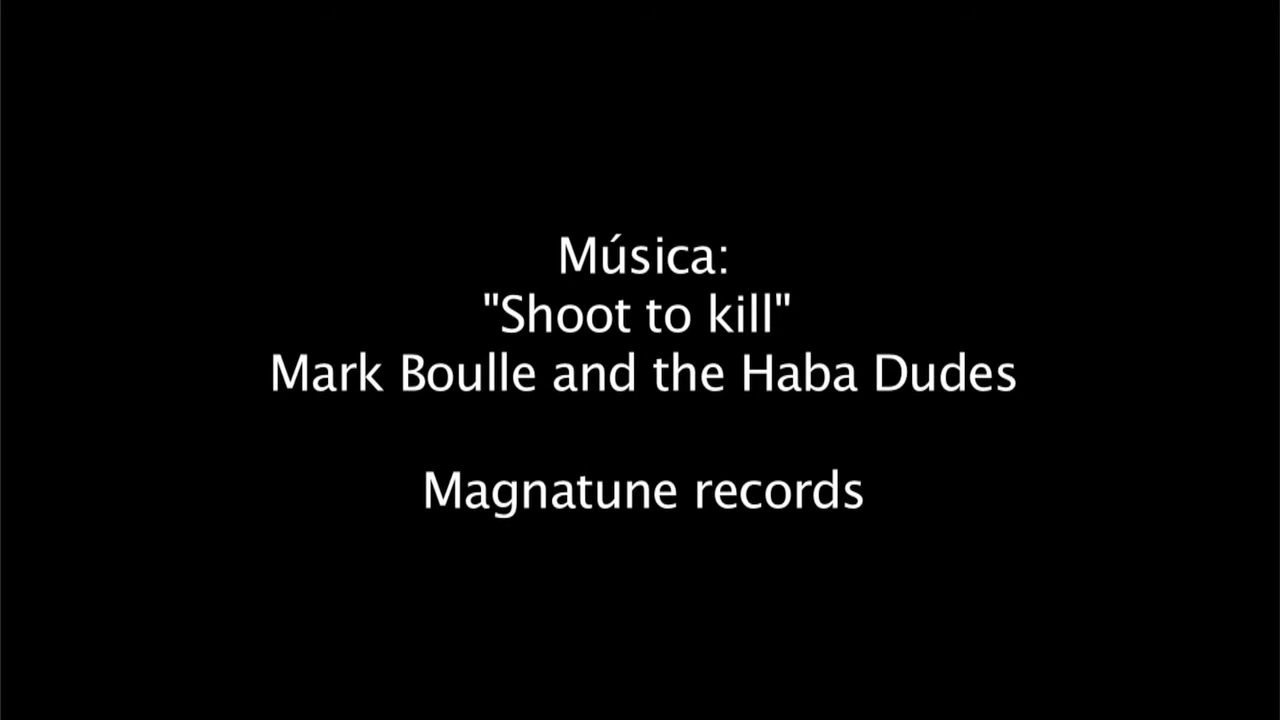 Música:
"Shoot to kill"
Mark Boulle and the Haba Dudes
Magnatune records